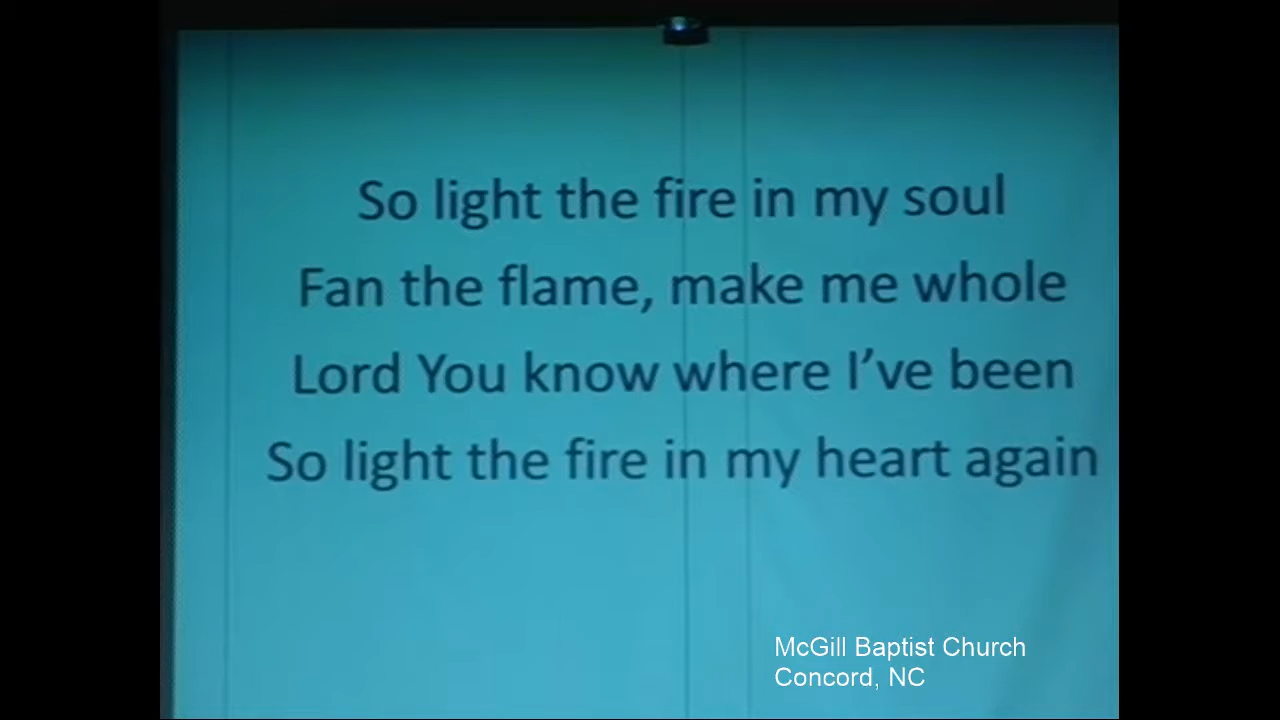 So light the fire in my soul
Fan the flame, make me whole
Lord You know where I’ve been
So light the fire in my heart again
McGill Baptist Church
Concord, NC